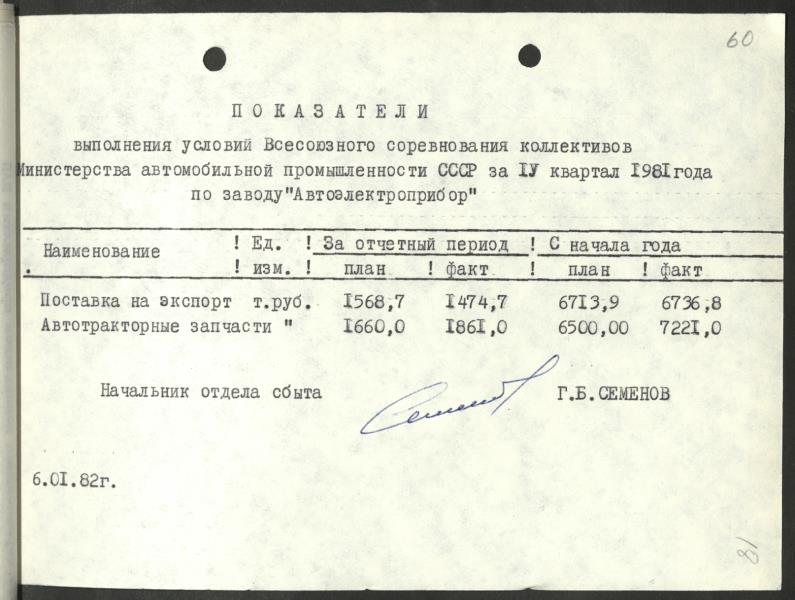 60
ПОКАЗАТЕЛИ
выполнения условий Всесоюзного соревнования коллективов
Министерства автомобильной промышленности СССР за IУ квартал 1981года
по заводу"Автоэлектроприбор"
Наименование ! Ед. ! За отчетный период ! С начала года
! изм. ! план ! факт ! план ! факт
Поставка на экспорт т.руб. 1568,7 1474,7 6713,9 6736,8
Автотракторные запчасти " 1660,0 1861,0 6500,00 7221,0
Начальник отдела сбыта Г.Б.СЕМЕНОВ
6.01.82г.